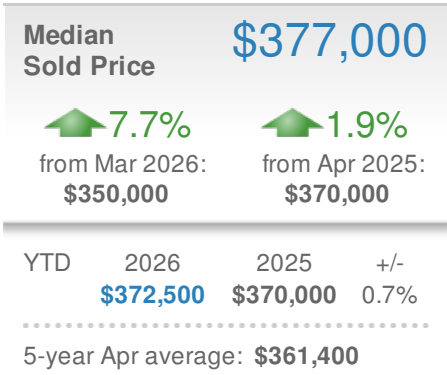 Median
Sold Price
$377,000
7.7% 1.9%
from Mar 2026: from Apr 2025:
$350,000 $370,000
YTD 2026 2025 +/-
$372,500 $370,000 0.7%
5-year Apr average: $361,400